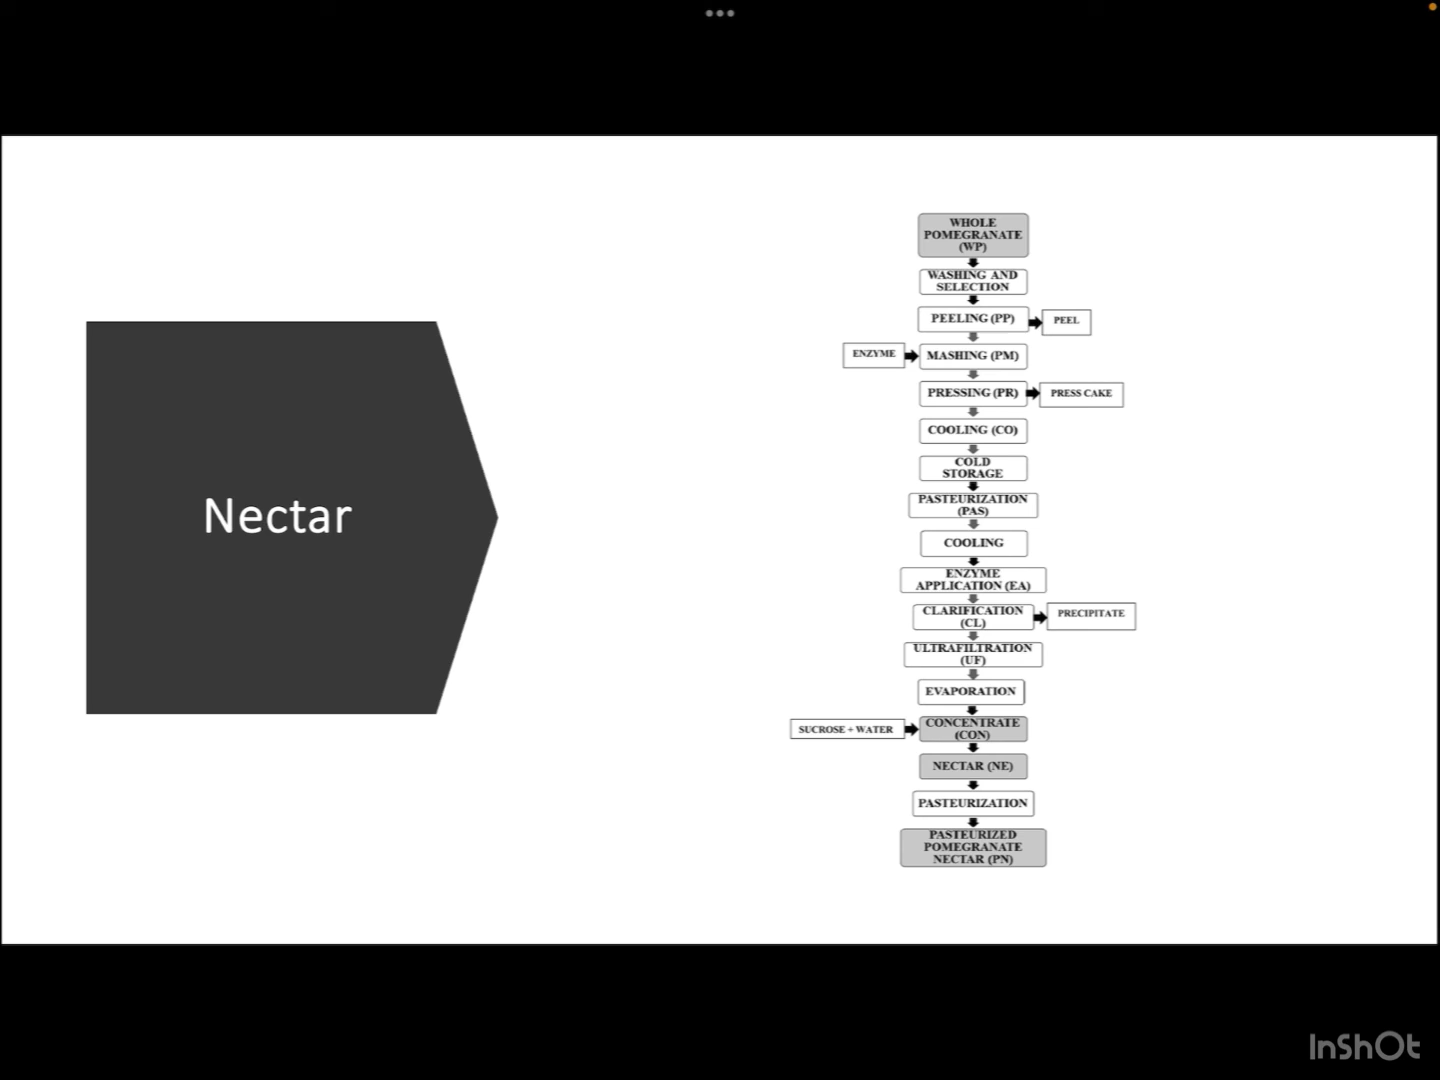 Nectar
WHOLE
POMEGRANATE
(WP)
WASHING AND
SELECTION
PEELING (PP)
PEEL
ENZYME
MASHING (PM)
PRESSING (PR)
PRESS CAKE
COOLING (CO)
COLD
STORAGE
PASTEURIZATION
(PAS)
COOLING
ENZYME
APPLICATION (EA)
CLARIFICATION
(CL)
PRECIPITATE
ULTRAFILTRATION
(UF)
EVAPORATION
SUCROSE + WATER
CONCENTRATE
(CON)
NECTAR (NE)
PASTEURIZATION
PASTEURIZED
POMEGRANATE
NECTAR (PN)
InShOt